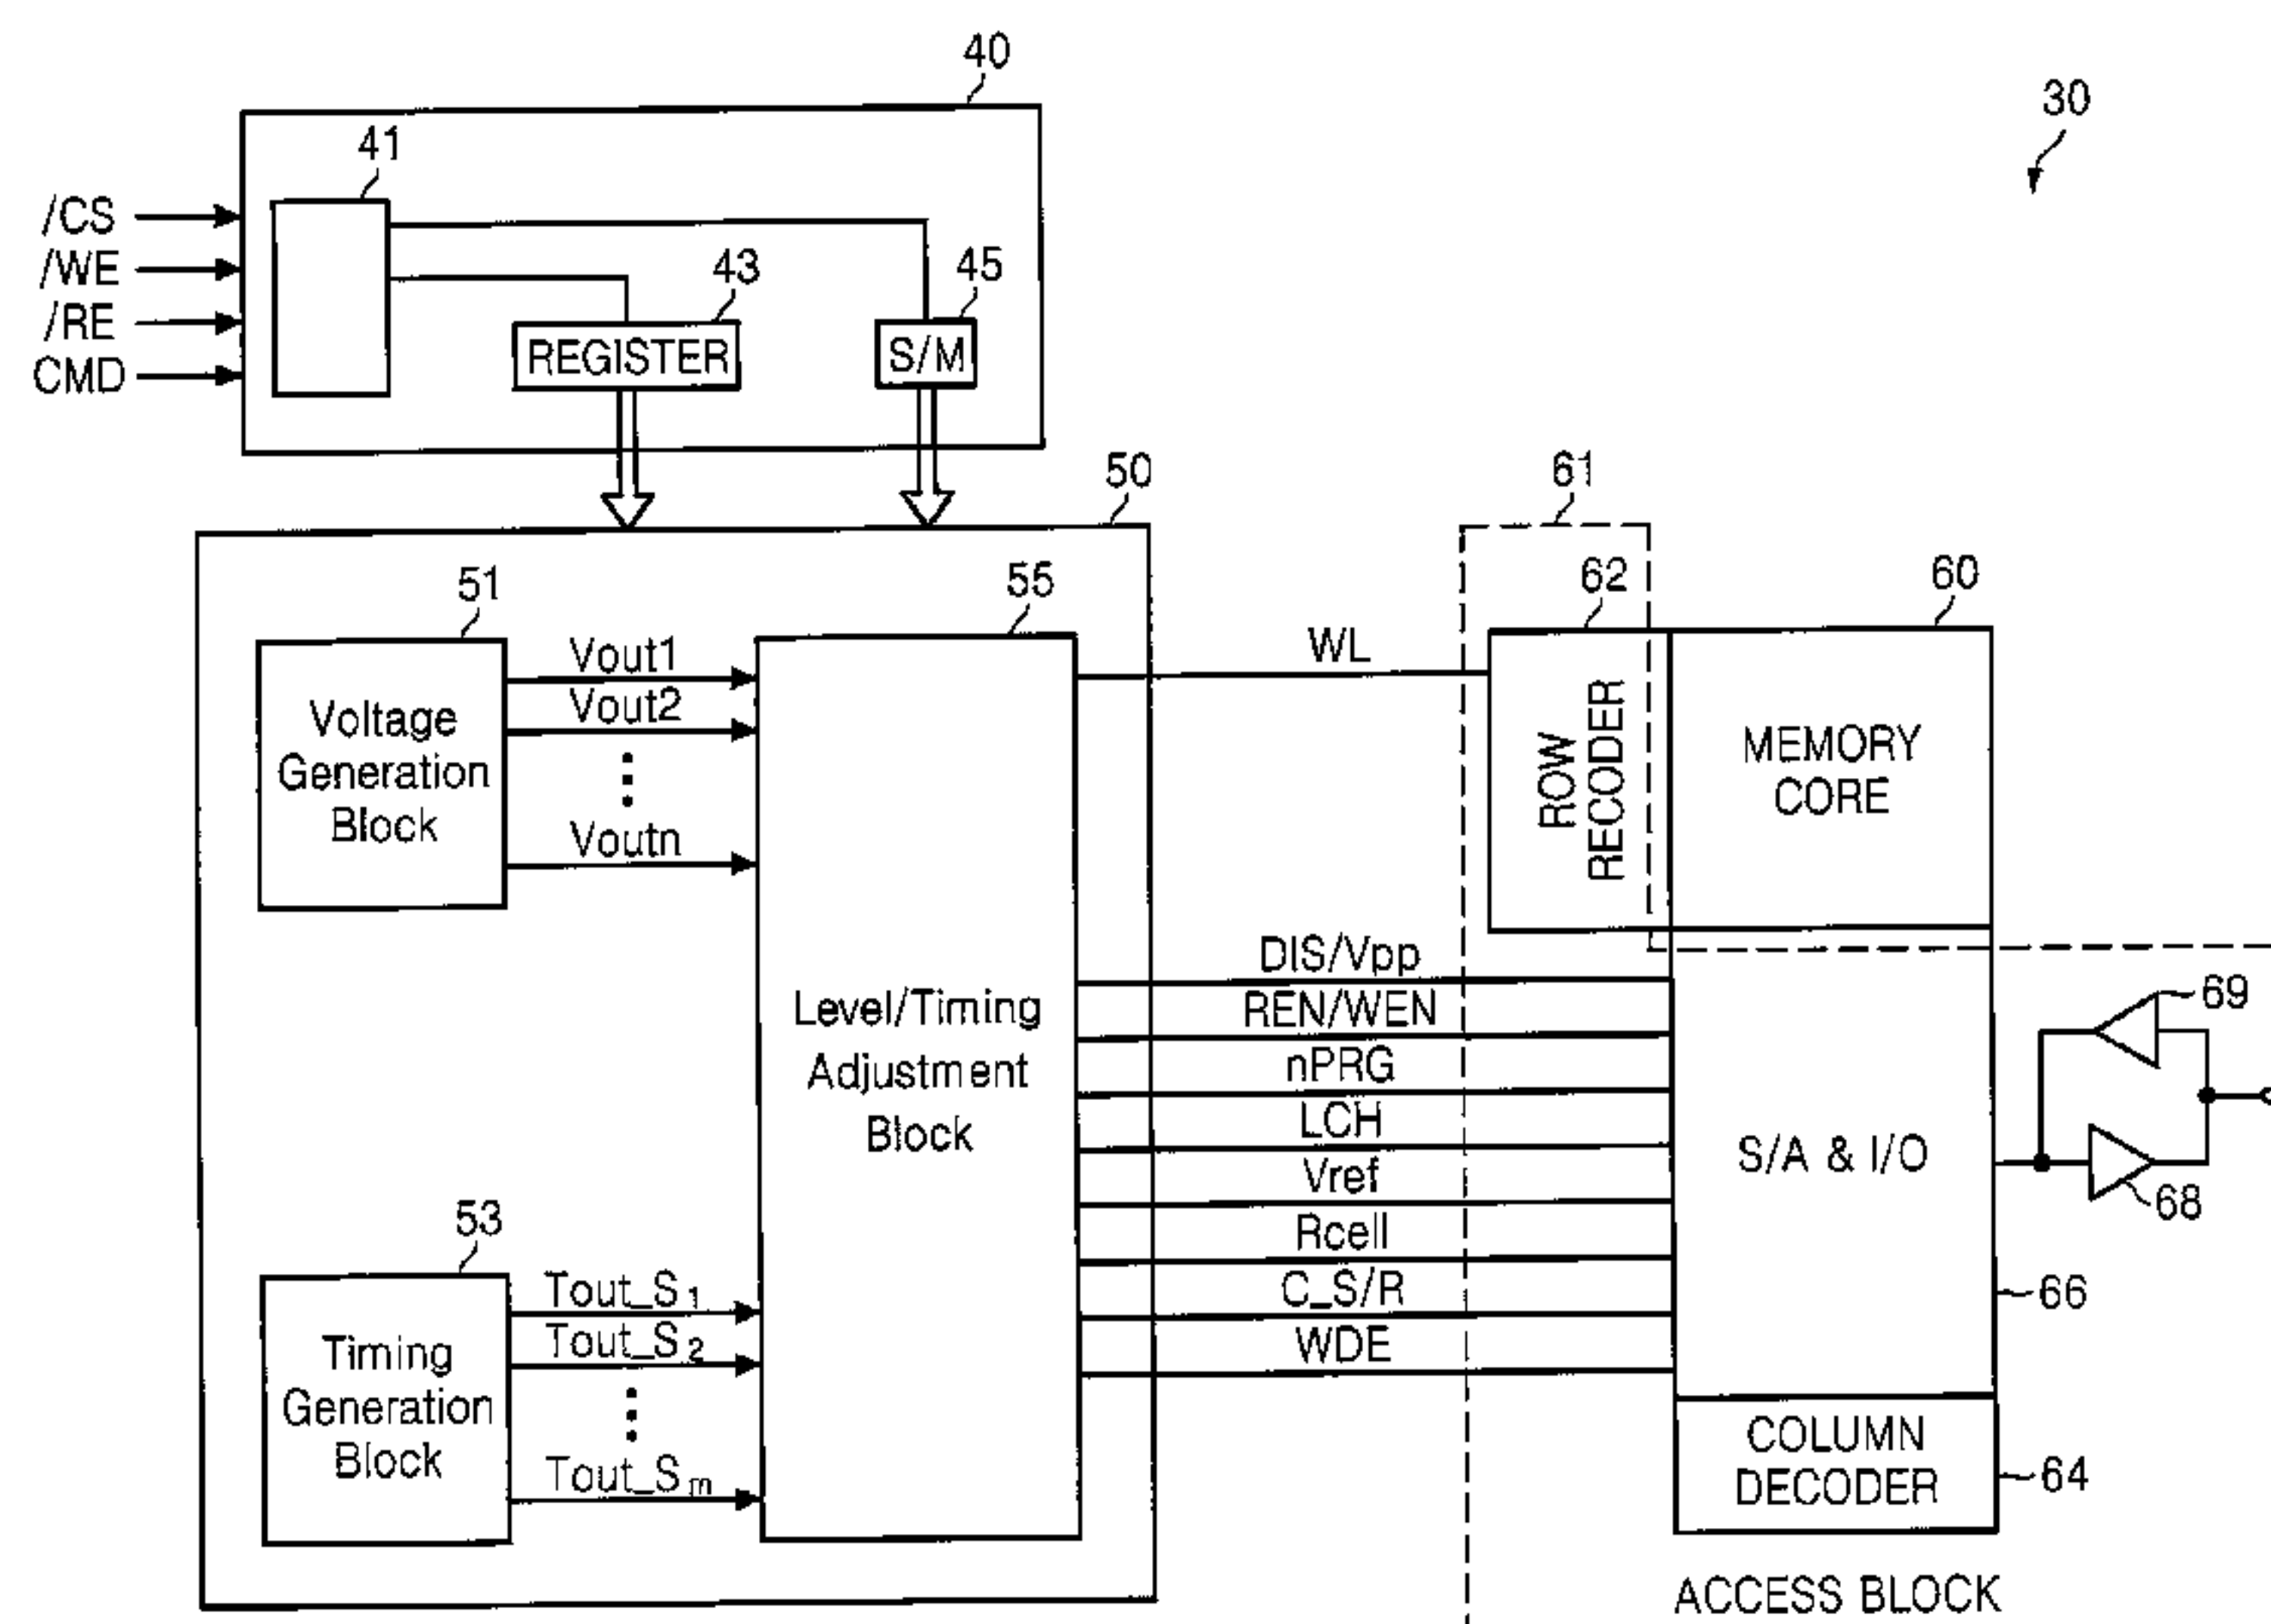 40
30
41
/CS
/WE
/RE
CMD
43
45
REGISTER
S/M
50
61
51
55
62
60
Vout1
Vout2
Voutn
Voltage
Generation
Block
WL
ROW
RECODER
MEMORY
CORE
Level/Timing
Adjustment
Block
DIS/Vpp
REN/WEN
nPRG
LCH
Vref
Rcell
C_S/R
WDE
S/A & I/O
69
68
66
53
Timing
Generation
Block
Tout_S1
Tout_S2
Tout_Sm
COLUMN
DECODER
64
ACCESS BLOCK